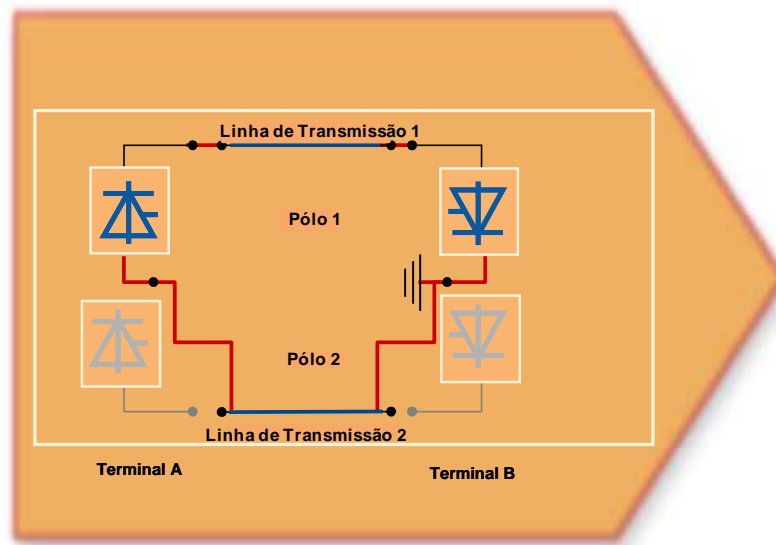 Linha de Transmissão 1
Pólo 1
Pólo 2
Linha de Transmissão 2
Terminal A
Terminal B